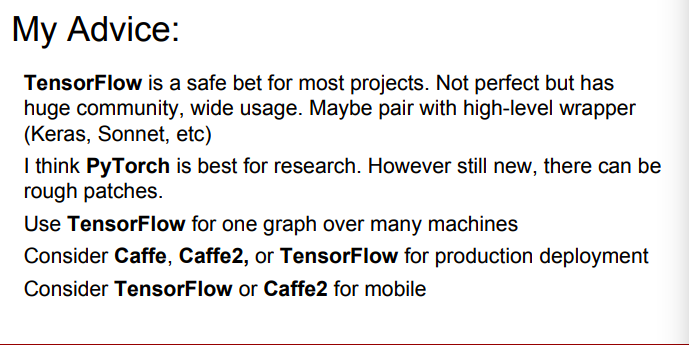 My Advice:
TensorFlow is a safe bet for most projects. Not perfect but has
huge community, wide usage. Maybe pair with high-level wrapper
(Keras, Sonnet, etc)
I think PyTorch is best for research. However still new, there can be
rough patches.
Use TensorFlow for one graph over many machines
Consider Caffe, Caffe2, or TensorFlow for production deployment
Consider TensorFlow or Caffe2 for mobile